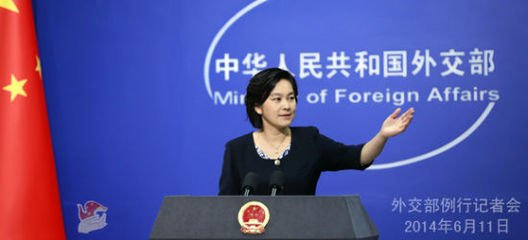 中华人民共和国外交部
Ministry of Foreign Affairs
外交部例行记者会
2014年6月11日